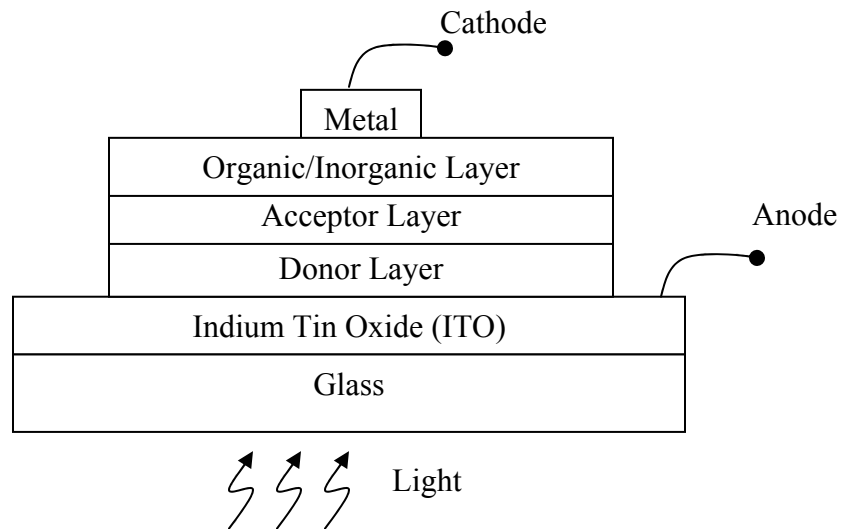 Cathode
Metal
Organic/Inorganic Layer
Acceptor Layer
Anode
Donor Layer
Indium Tin Oxide (ITO)
Glass
Light